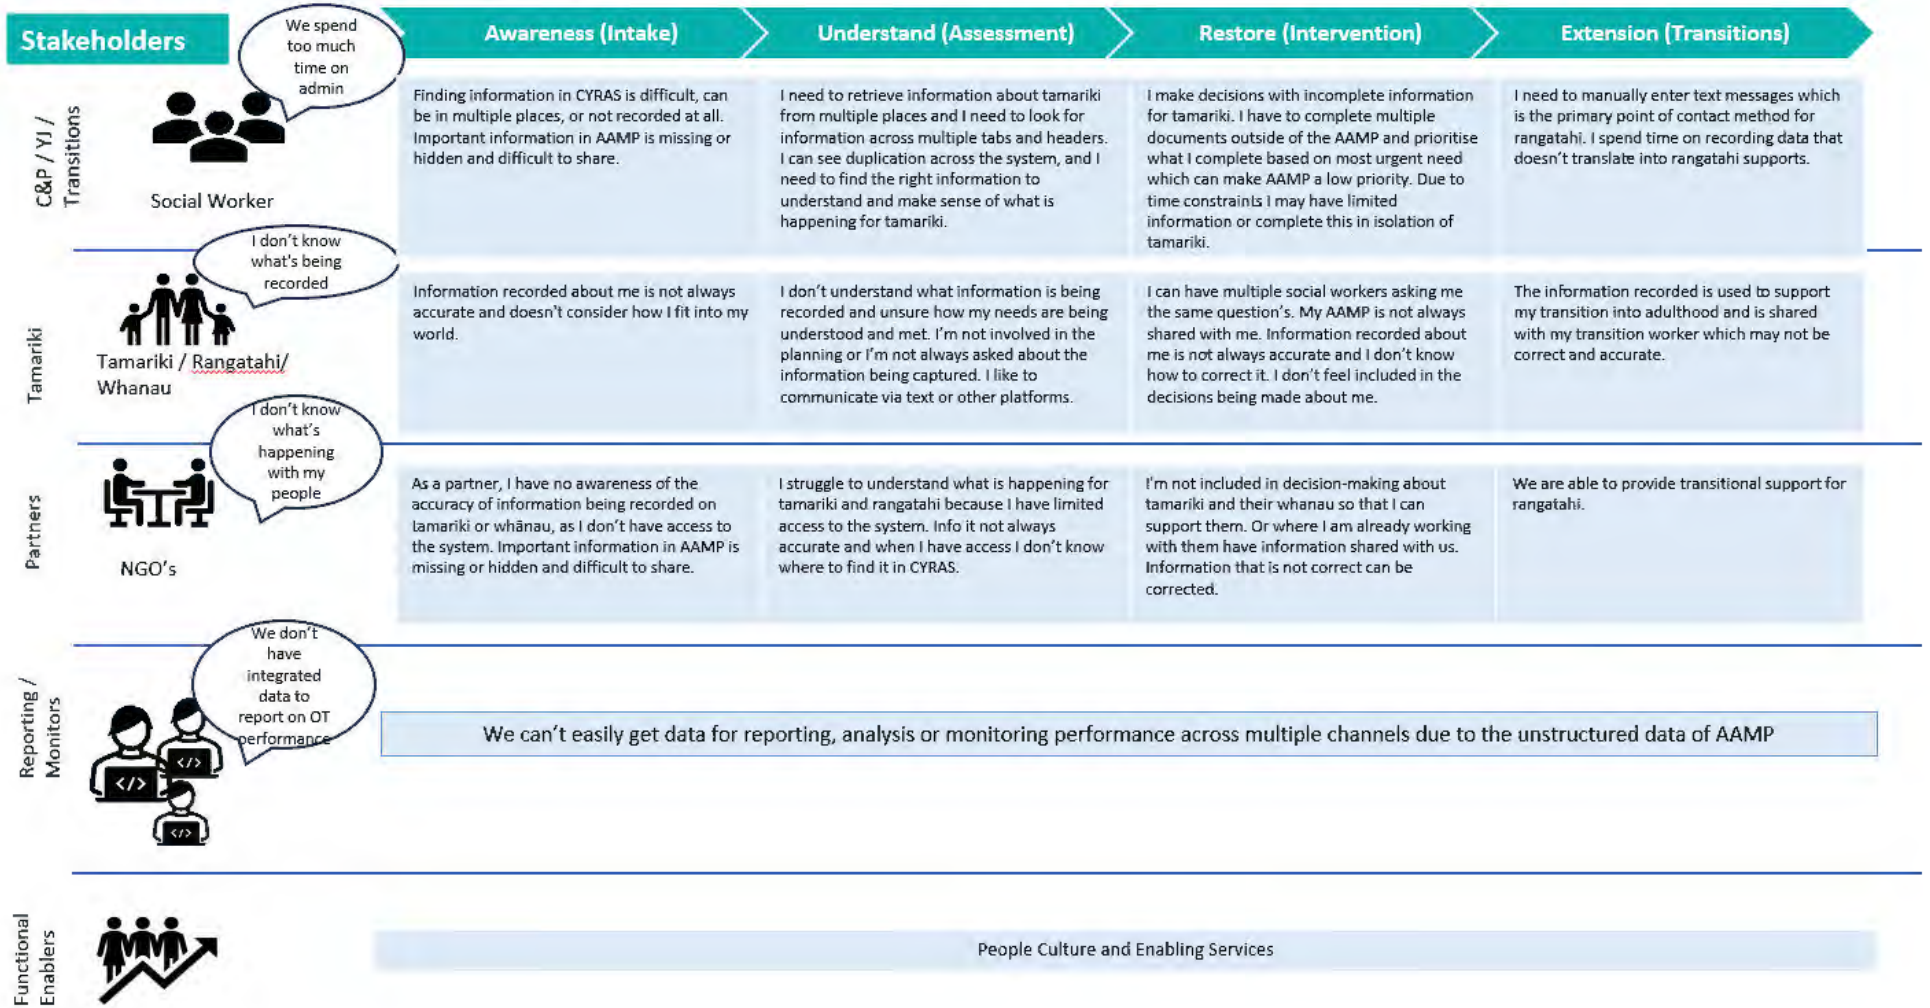 Stakeholders
Awareness (Intake)
Understand (Assessment)
Restore (Intervention)
Extension (Transitions)
C&P / YJ /
Transitions
We spend
too much
time on
admin
Social Worker
Finding information in CYRAS is difficult, can
be in multiple places, or not recorded at all.
Important information in AAMP is missing or
hidden and difficult to share.
I need to retrieve information about tamariki
from multiple places and I need to look for
information across multiple tabs and headers.
I can see duplication across the system, and I
need to find the right information to
understand and make sense of what is
happening for tamariki.
I make decisions with incomplete information
for tamariki. I have to complete multiple
documents outside of the AAMP and prioritise
what I complete based on most urgent need
which can make AAMP a low priority. Due to
time constraints I may have limited
information or complete this in isolation of
tamariki.
I need to manually enter text messages which
is the primary point of contact method for
rangatahi. I spend time on recording data that
doesn't translate into rangatahi supports.
Tamariki
I don't know
what's being
recorded
Tamariki / Rangatahi/
Whanau
Information recorded about me is not always
accurate and doesn't consider how I fit into my
world.
I don't understand what information is being
recorded and unsure how my needs are being
understood and met. I'm not involved in the
planning or I'm not always asked about the
information being captured. I like to
communicate via text or other platforms.
I can have multiple social workers asking me
the same question's. My AAMP is not always
shared with me. Information recorded about
me is not always accurate and I don't know
how to correct it. I don't feel included in the
decisions being made about me.
The information recorded is used to support
my transition into adulthood and is shared
with my transition worker which may not be
correct and accurate.
Partners
I don't know
what's
happening
with my
people
NGO's
As a partner, I have no awareness of the
accuracy of information being recorded on
tamariki or whānau, as I don't have access to
the system. Important information in AAMP is
missing or hidden and difficult to share.
I struggle to understand what is happening for
tamariki and rangatahi because I have limited
access to the system. Info it not always
accurate and when I have access I don't know
where to find it in CYRAS.
I'm not included in decision-making about
tamariki and their whanau so that I can
support them. Or where I am already working
with them have information shared with us.
Information that is not correct can be
corrected.
We are able to provide transitional support for
rangatahi.
Reporting /
Monitors
We don't
have
integrated
data to
report on OT
performance
We can't easily get data for reporting, analysis or monitoring performance across multiple channels due to the unstructured data of AAMP
Functional
Enablers
People Culture and Enabling Services